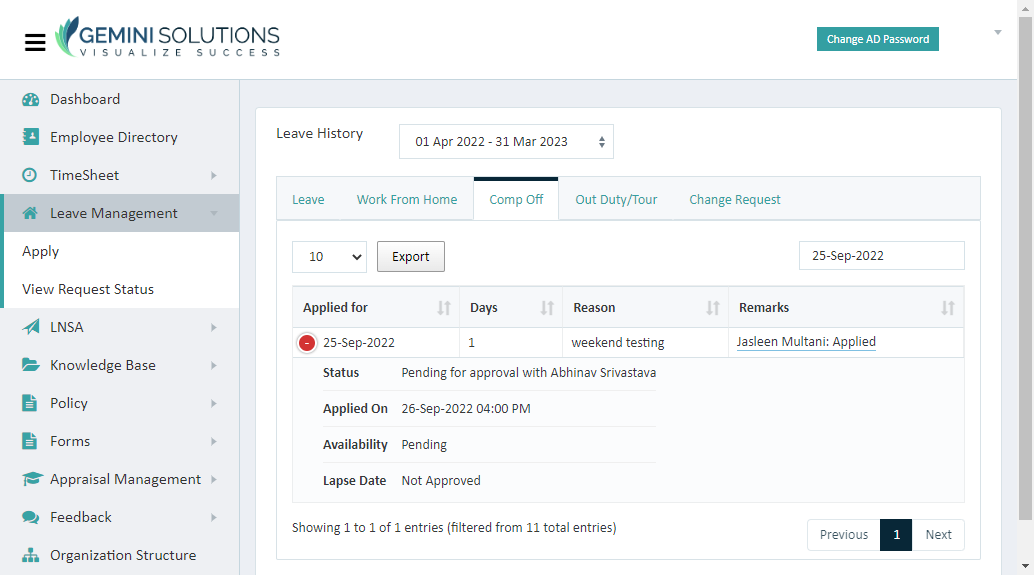 GEMINI SOLUTIONS
VISUALIZE SUCCESS
Change AD Password
Dashboard
Employee Directory
TimeSheet
Leave Management
Apply
View Request Status
LNSA
Knowledge Base
Policy
Forms
Appraisal Management
Feedback
Organization Structure
Leave History
01 Apr 2022 - 31 Mar 2023
Leave Work From Home Comp Off Out Duty/Tour Change Request
10 Export 25-Sep-2022
Applied for Days Reason Remarks
25-Sep-2022 1 weekend testing Jasleen Multani: Applied
Status Pending for approval with Abhinav Srivastava
Applied On 26-Sep-2022 04:00 PM
Availability Pending
Lapse Date Not Approved
Showing 1 to 1 of 1 entries (filtered from 11 total entries)
Previous 1 Next